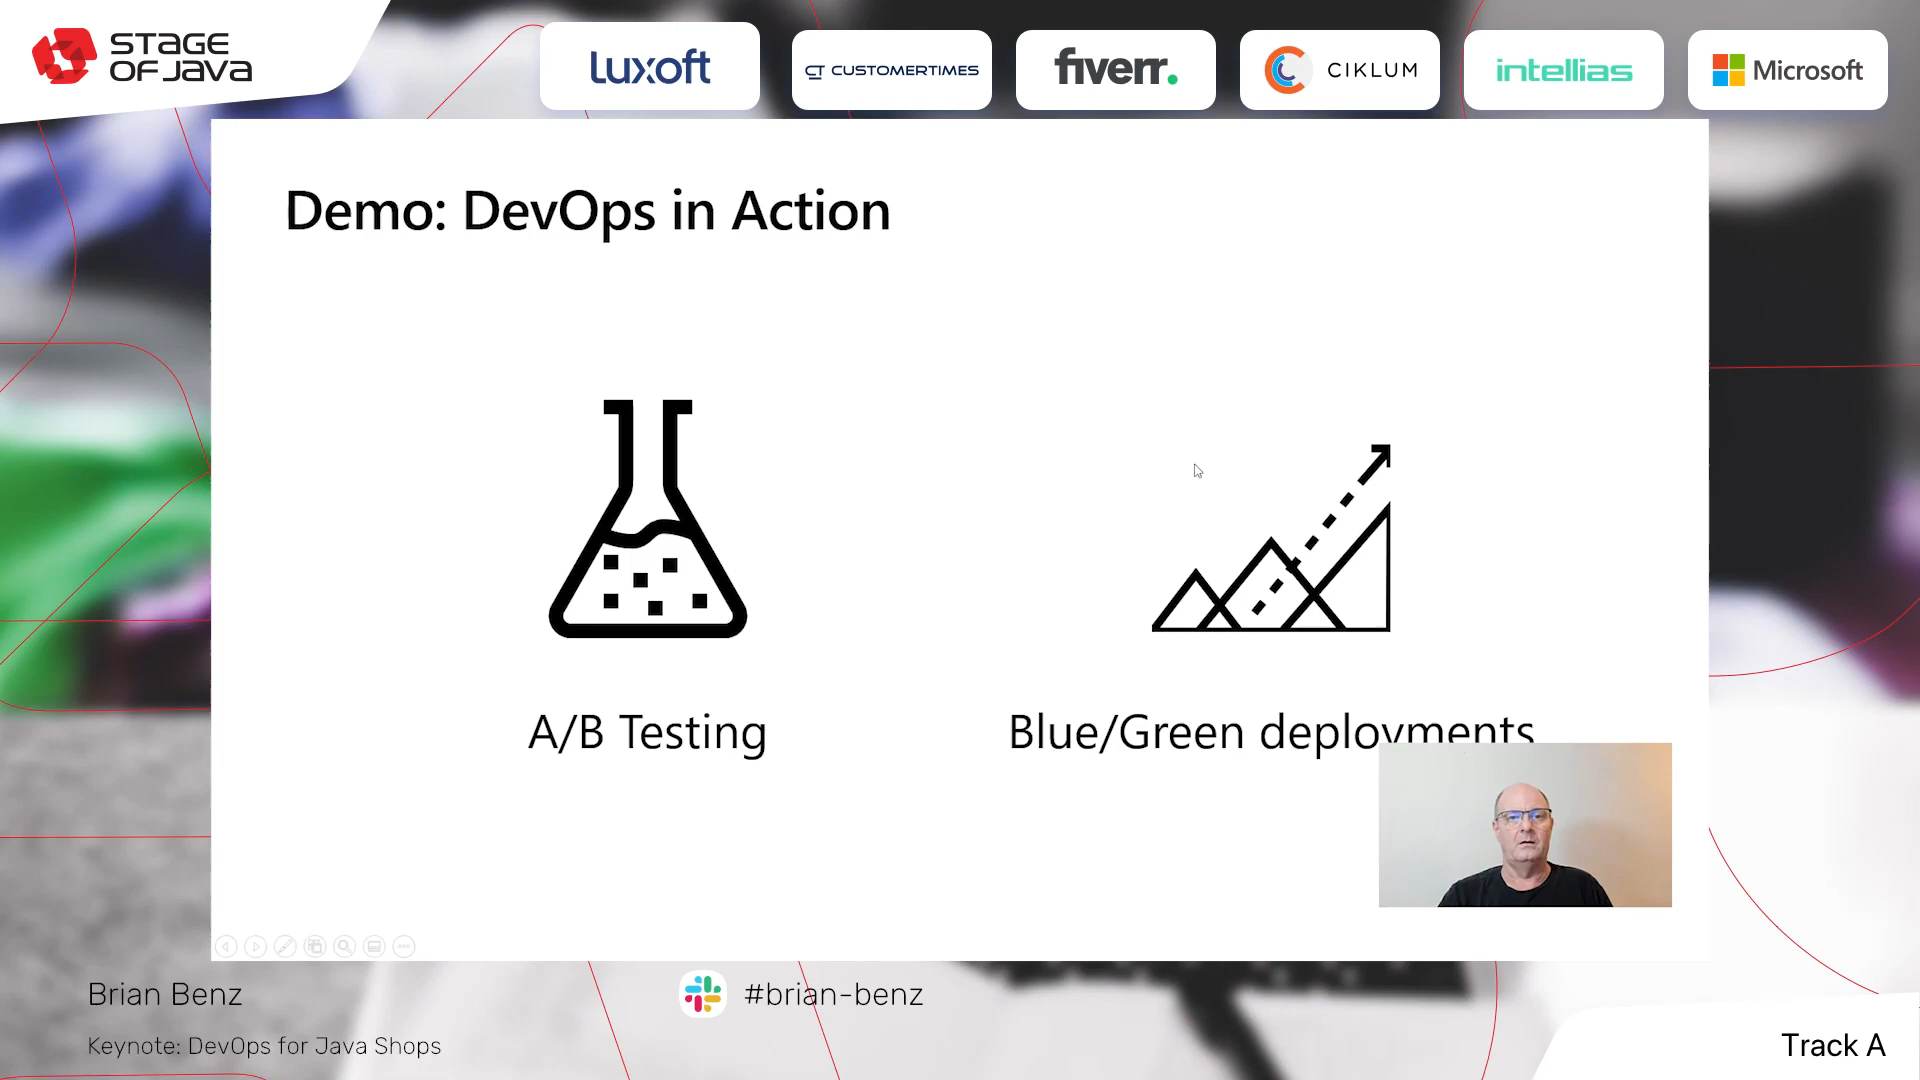 STAGE
OF JAVA
luxoft
CT CUSTOMERTIMES
fiverr.
CIKLUM
intellias
Microsoft
Demo: DevOps in Action
A/B Testing
Blue/Green deployments
Brian Benz
#brian-benz
Keynote: DevOps for Java Shops
Track A